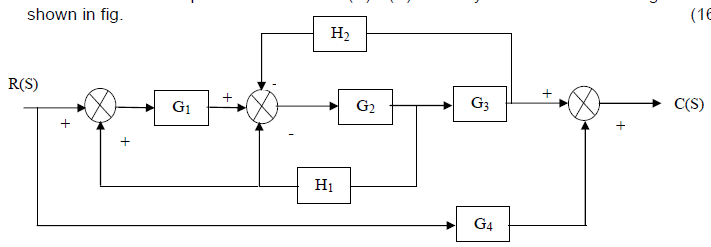 shown in fig. (16
H2
-
R(S)
+
G1
+
G2
G3
+
C(S)
+
-
+
H1
G4